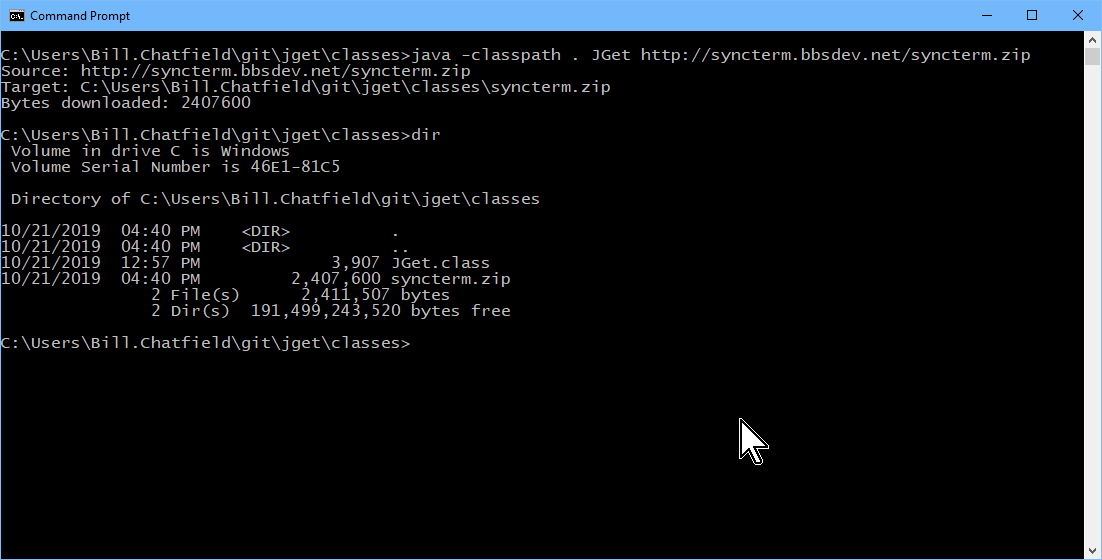 Command Prompt
C:\Users\Bill.Chatfield\git\jget\classes>java -classpath . JGet http://syncterm.bbsdev.net/syncterm.zip
Source: http://syncterm.bbsdev.net/syncterm.zip
Target: C:\Users\Bill.Chatfield\git\jget\classes\syncterm.zip
Bytes downloaded: 2407600
C:\Users\Bill.Chatfield\git\jget\classes>dir
 Volume in drive C is Windows
 Volume Serial Number is 46E1-81C5
 Directory of C:\Users\Bill.Chatfield\git\jget\classes
10/21/2019  04:40 PM    <DIR>          .
10/21/2019  04:40 PM    <DIR>          ..
10/21/2019  12:57 PM             3,907 JGet.class
10/21/2019  04:40 PM         2,407,600 syncterm.zip
               2 File(s)      2,411,507 bytes
               2 Dir(s)  191,499,243,520 bytes free
C:\Users\Bill.Chatfield\git\jget\classes>